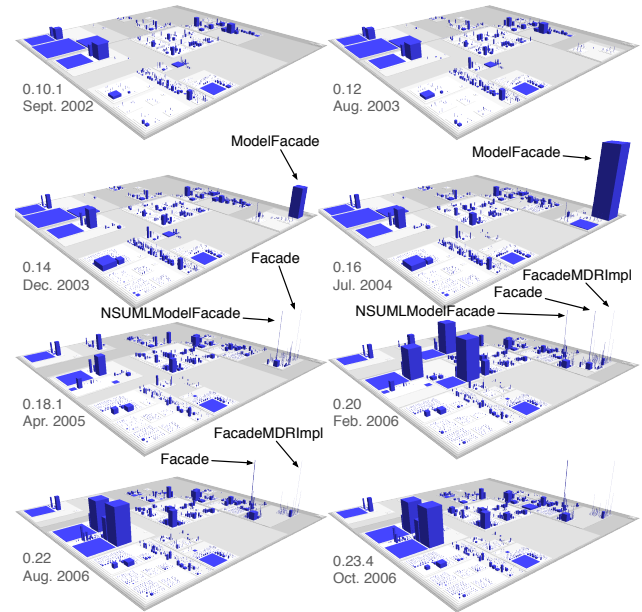 0.10.1
Sept. 2002
0.12
Aug. 2003
ModelFacade
ModelFacade
0.14
Dec. 2003
0.16
Jul. 2004
Facade
NSUMLModelFacade
FacadeMDRImpl
Facade
NSUMLModelFacade
0.18.1
Apr. 2005
0.20
Feb. 2006
FacadeMDRImpl
Facade
0.22
Aug. 2006
0.23.4
Oct. 2006